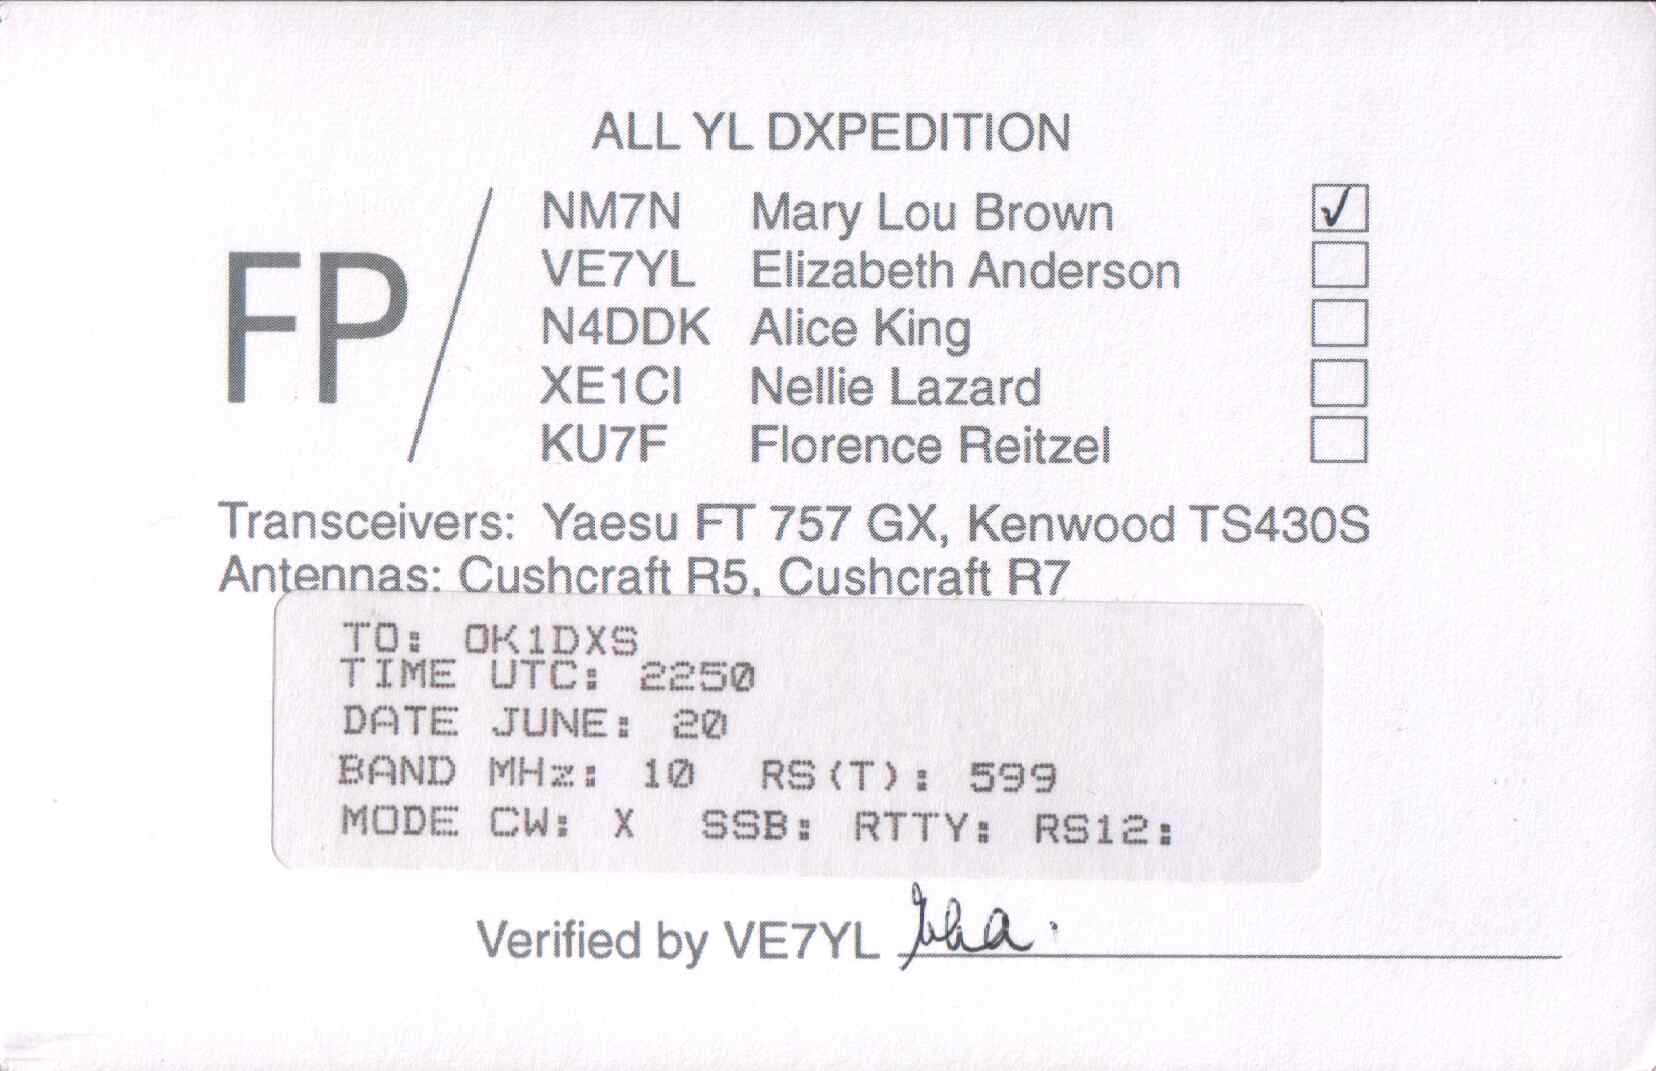 ALL YL DXPEDITION
FP/
NM7N Mary Lou Brown ✓
VE7YL Elizabeth Anderson
N4DDK Alice King
XE1CI Nellie Lazard
KU7F Florence Reitzel
Transceivers: Yaesu FT 757 GX, Kenwood TS430S
Antennas: Cushcraft R5, Cushcraft R7
TO: OK1DXS
TIME UTC: 2250
DATE JUNE: 20
BAND MHz: 10 RS(T): 599
MODE CW: X SSB: RTTY: RS12:
Verified by VE7YL